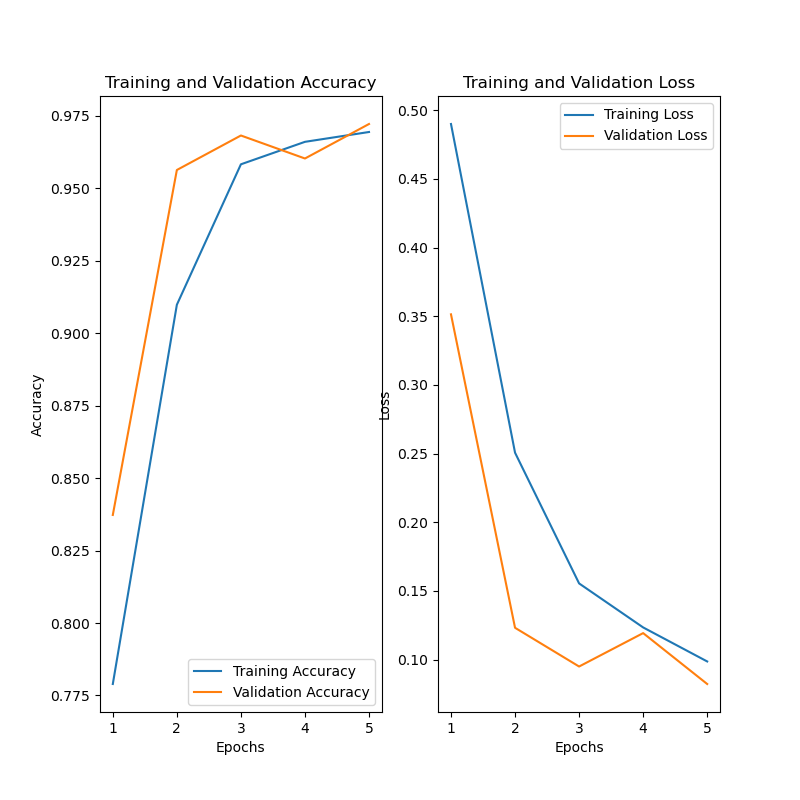 Training and Validation Accuracy
0.975
0.950
0.925
0.900
0.875
0.850
0.825
0.800
0.775
Accuracy
Training Accuracy
Validation Accuracy
1 2 3 4 5
Epochs
Training and Validation Loss
0.50
0.45
0.40
0.35
0.30
0.25
0.20
0.15
0.10
Loss
Training Loss
Validation Loss
1 2 3 4 5
Epochs